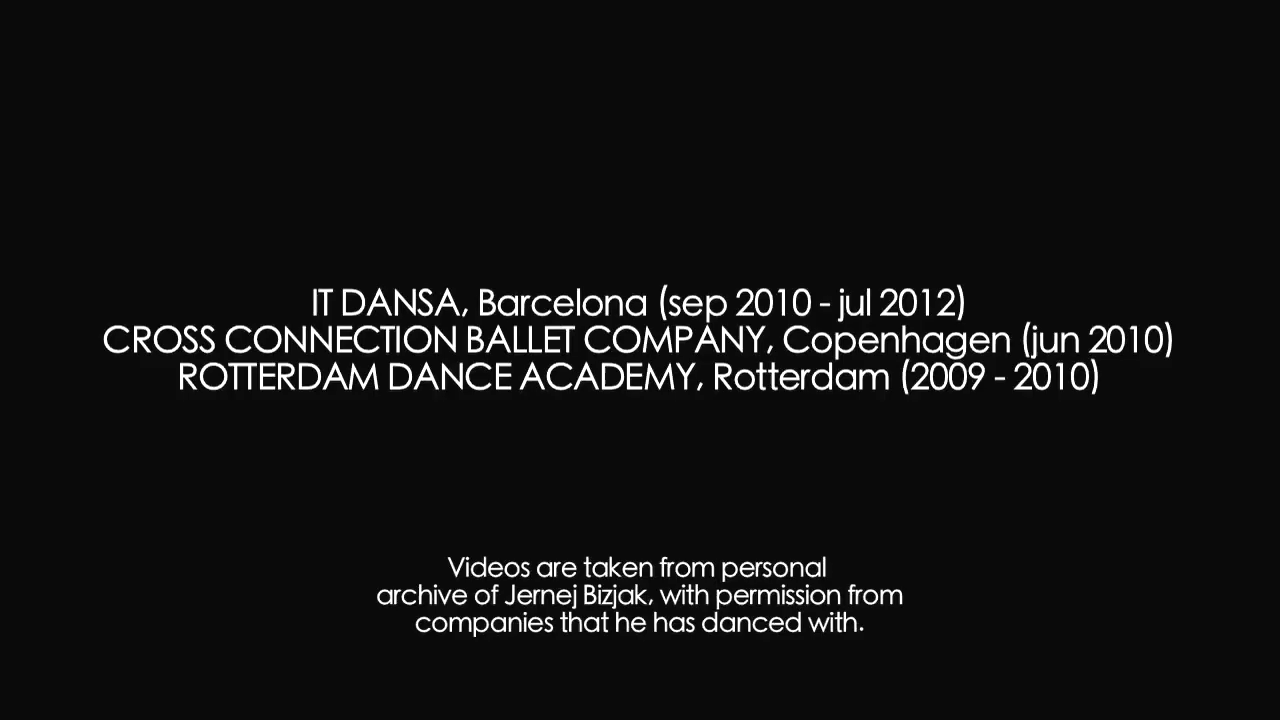 IT DANSA, Barcelona (sep 2010 - jul 2012)
CROSS CONNECTION BALLET COMPANY, Copenhagen (jun 2010)
ROTTERDAM DANCE ACADEMY, Rotterdam (2009 - 2010)
Videos are taken from personal
archive of Jernej Bizjak, with permission from
companies that he has danced with.